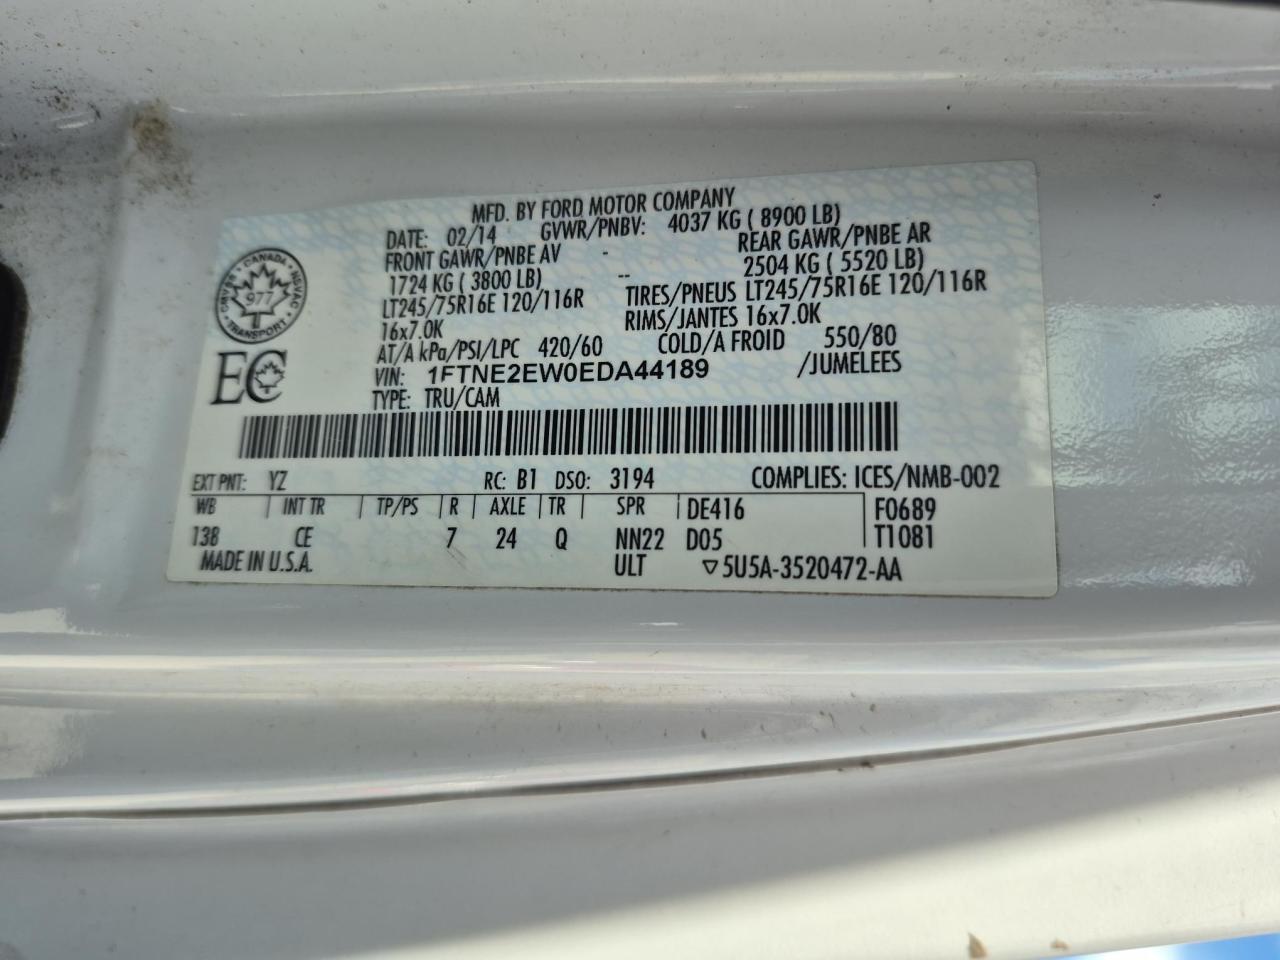 MFD. BY FORD MOTOR COMPANY
DATE: 02/14 GVWR/PNBV: 4037 KG ( 8900 LB)
FRONT GAWR/PNBE AV - REAR GAWR/PNBE AR
1724 KG ( 3800 LB) -- 2504 KG ( 5520 LB)
LT245/75R16E 120/116R TIRES/PNEUS LT245/75R16E 120/116R
16x7.0K RIMS/JANTES 16x7.0K
AT/A kPa/PSI/LPC 420/60 COLD/A FROID 550/80
VIN: 1FTNE2EW0EDA44189 /JUMELEES
TYPE: TRU/CAM
CANADA
977
TRANSPORT
EC
EXT PNT: YZ RC: B1 DSO: 3194 COMPLIES: ICES/NMB-002
WB INT TR TP/PS R AXLE TR SPR DE416 F0689
138 CE 7 24 Q NN22 D05 T1081
MADE IN U.S.A. ULT ▽5U5A-3520472-AA